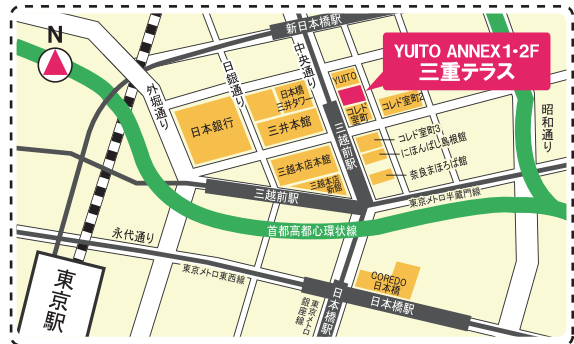 N
新日本橋駅
中央通り
YUITO ANNEX 1・2F
三重テラス
外堀通り
日銀通り
日本橋
三井タワー
YUITO
コレド
室町
コレド室町2
昭和通り
日本銀行
三井本館
三越前駅
コレド室町3
にほんばし島根館
奈良まほろば館
三越本店本館
三越本店
新館
三越前駅
東京メトロ半蔵門線
永代通り
首都高都心環状線
東京メトロ東西線
東京駅
COREDO
日本橋
東京メトロ
銀座線
日本橋駅
日本橋駅